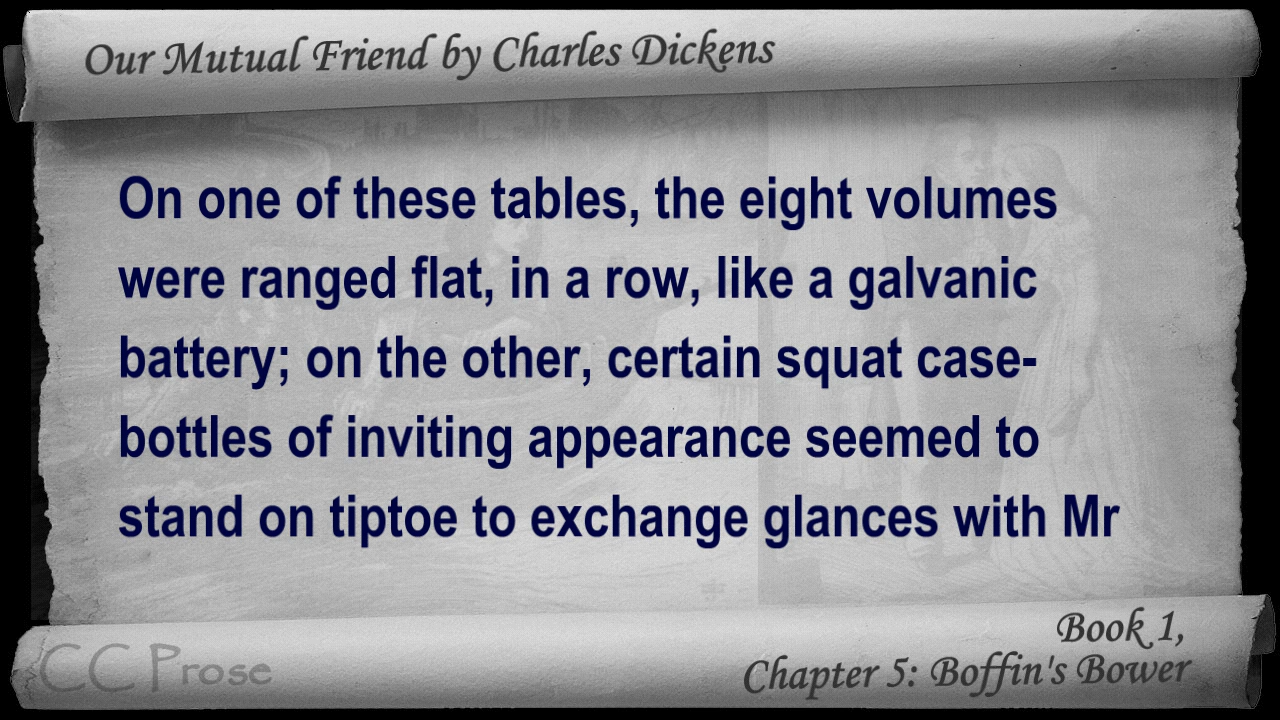 Our Mutual Friend by Charles Dickens
On one of these tables, the eight volumes
were ranged flat, in a row, like a galvanic
battery; on the other, certain squat case-
bottles of inviting appearance seemed to
stand on tiptoe to exchange glances with Mr
Book 1,
Chapter 5: Boffin's Bower
CC Prose